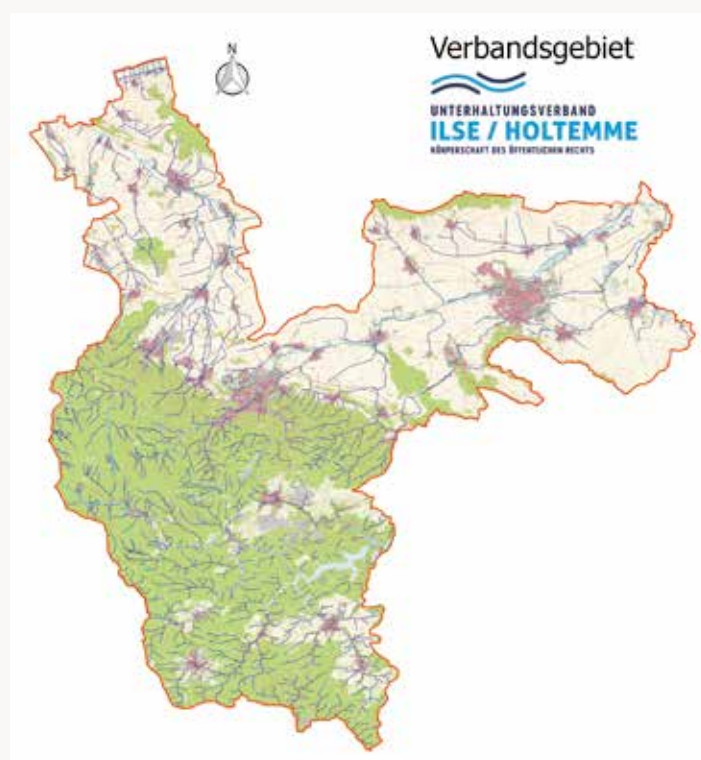 N
Verbandsgebiet
UNTERHALTUNGSVERBAND
ILSE / HOLTEMME
KÖRPERSCHAFT DES ÖFFENTLICHEN RECHTS